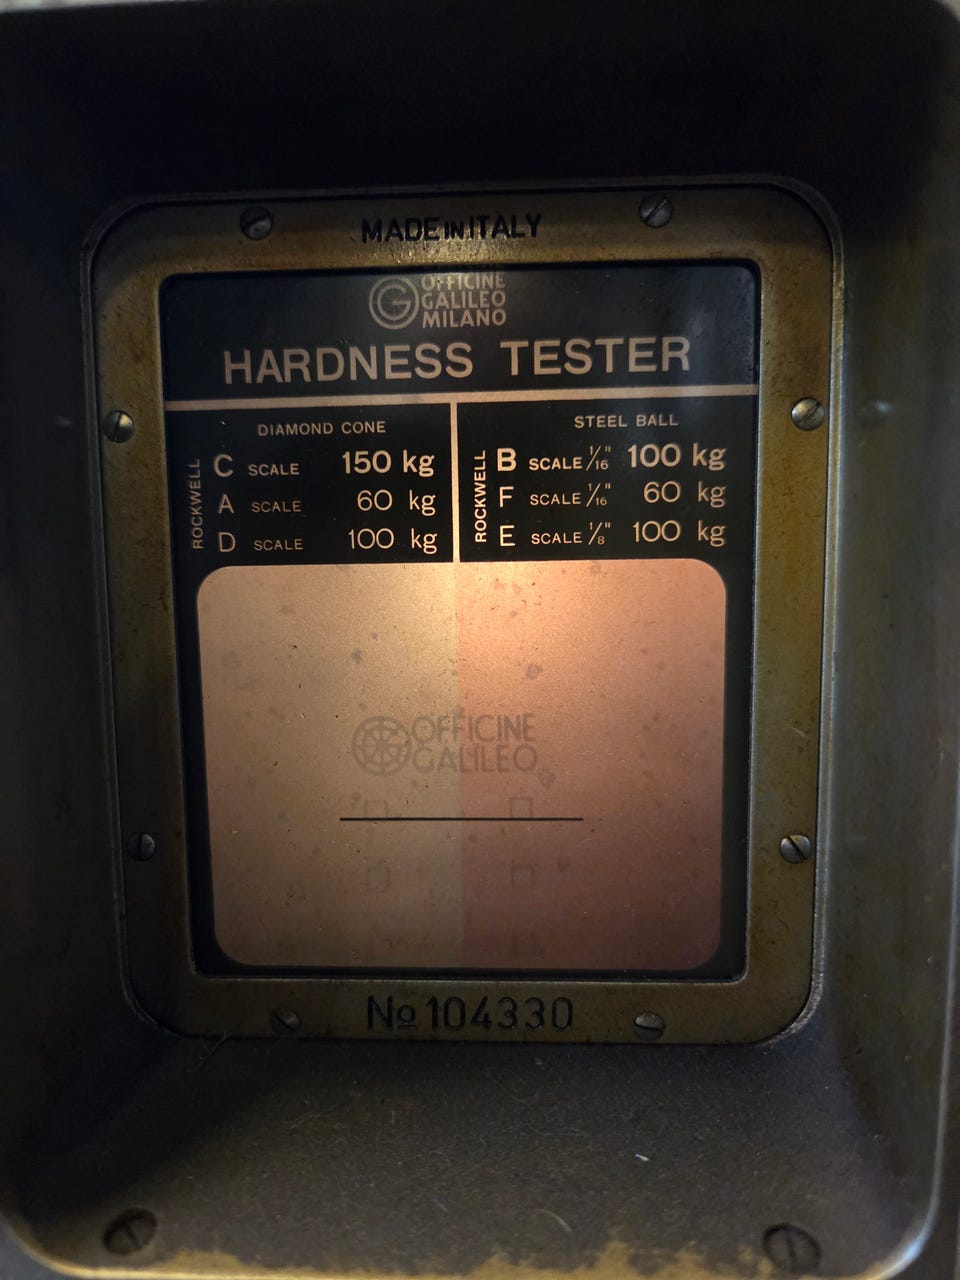 MADE IN ITALY
OFFICINE
GALILEO
MILANO
HARDNESS TESTER
DIAMOND CONE
ROCKWELL
C SCALE 150 kg
A SCALE 60 kg
D SCALE 100 kg
STEEL BALL
ROCKWELL
B SCALE 1/16" 100 kg
F SCALE 1/16" 60 kg
E SCALE 1/8" 100 kg
OFFICINE
GALILEO
No 104330